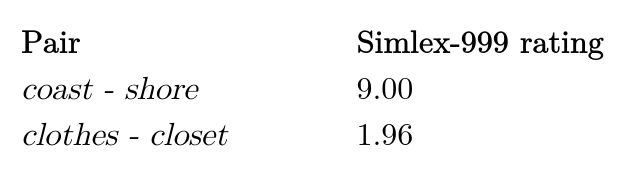 Pair Simlex-999 rating
coast - shore 9.00
clothes - closet 1.96